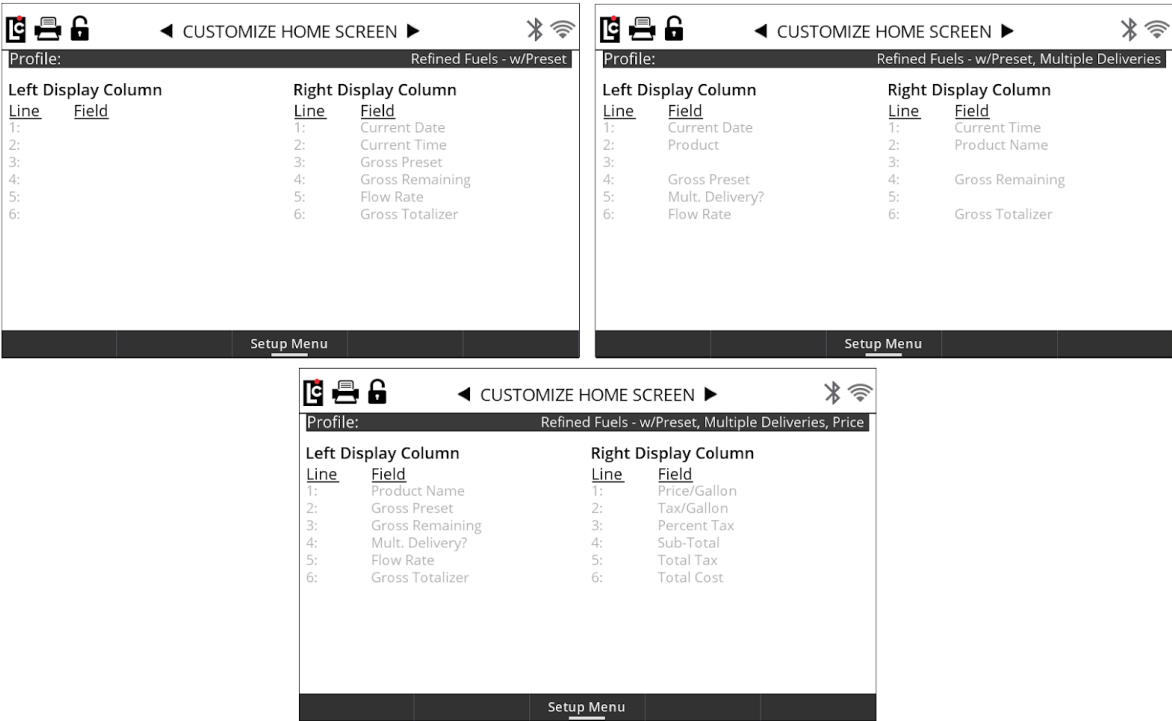 LC CUSTOMIZE HOME SCREEN
Profile: Refined Fuels - w/Preset
Left Display Column Right Display Column
Line Field Line Field
1: 1: Current Date
2: 2: Current Time
3: 3: Gross Preset
4: 4: Gross Remaining
5: 5: Flow Rate
6: 6: Gross Totalizer
Setup Menu
LC CUSTOMIZE HOME SCREEN
Profile: Refined Fuels - w/Preset, Multiple Deliveries
Left Display Column Right Display Column
Line Field Line Field
1: Current Date 1: Current Time
2: Product 2: Product Name
3: 3:
4: Gross Preset 4: Gross Remaining
5: Mult. Delivery? 5:
6: Flow Rate 6: Gross Totalizer
Setup Menu
LC CUSTOMIZE HOME SCREEN
Profile: Refined Fuels - w/Preset, Multiple Deliveries, Price
Left Display Column Right Display Column
Line Field Line Field
1: Product Name 1: Price/Gallon
2: Gross Preset 2: Tax/Gallon
3: Gross Remaining 3: Percent Tax
4: Mult. Delivery? 4: Sub-Total
5: Flow Rate 5: Total Tax
6: Gross Totalizer 6: Total Cost
Setup Menu